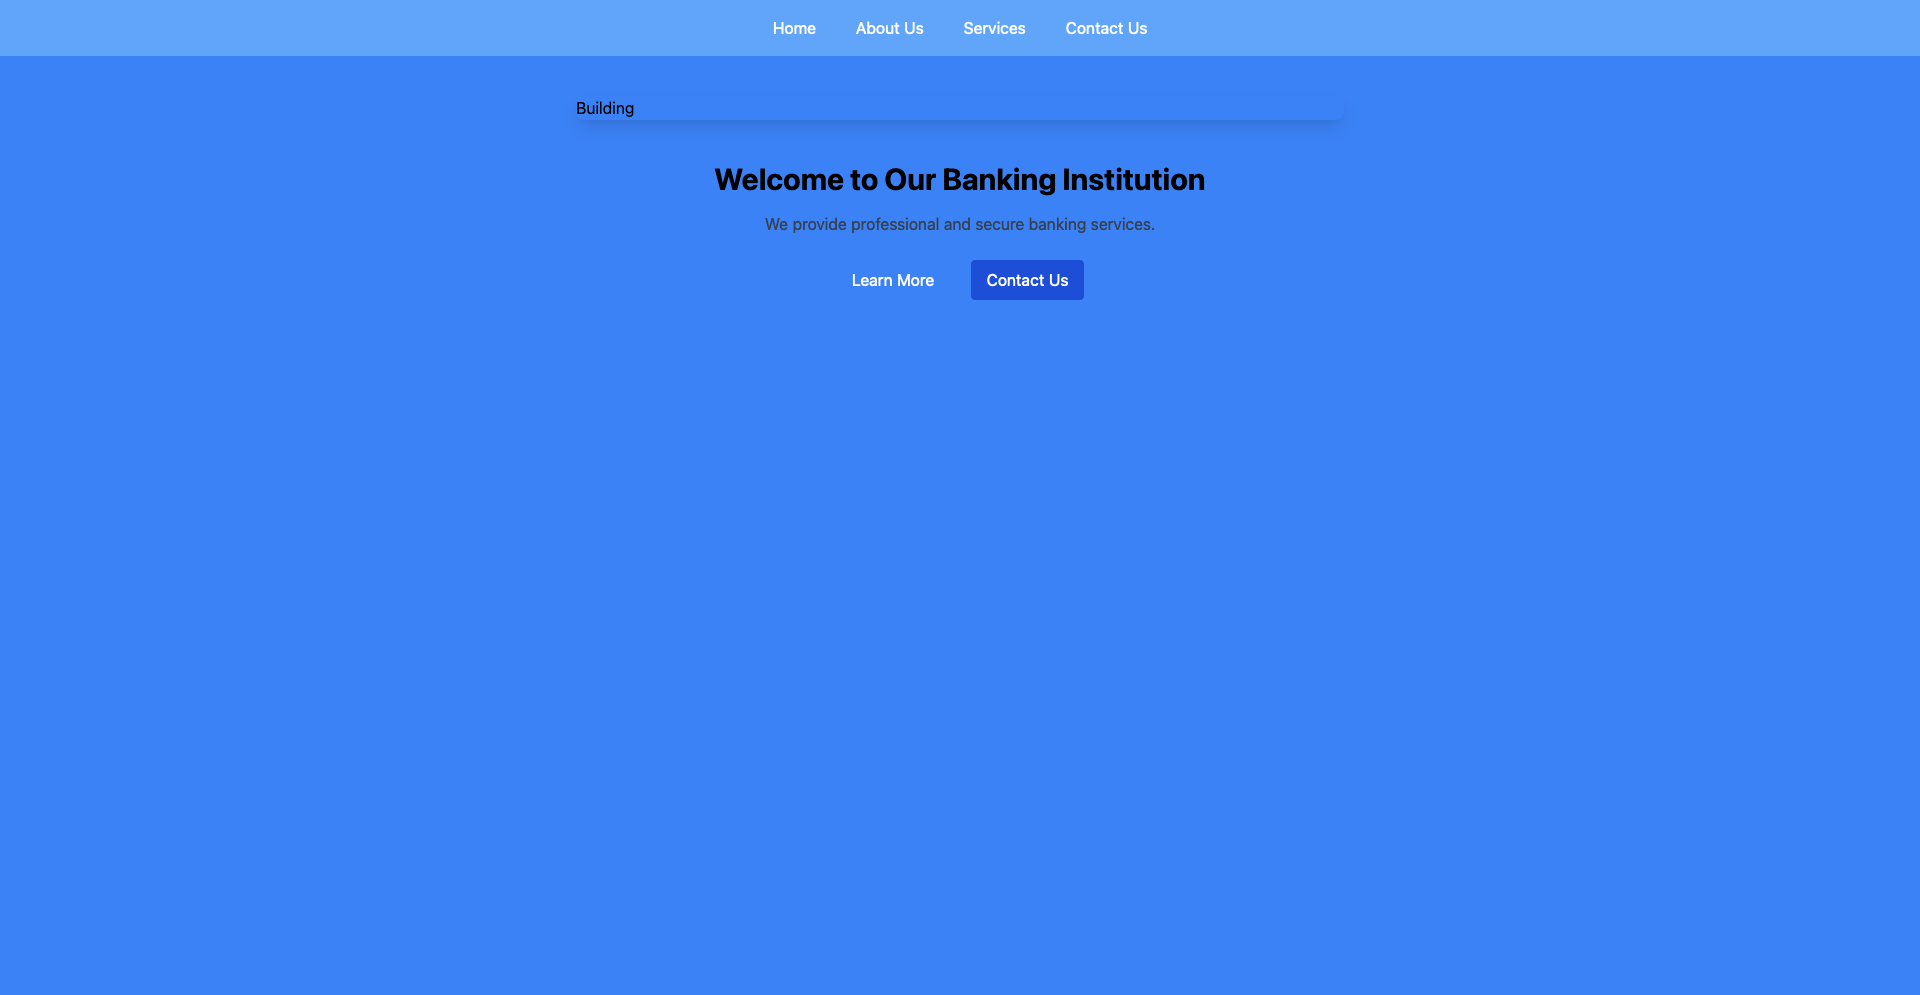 Home About Us Services Contact Us
Building
Welcome to Our Banking Institution
We provide professional and secure banking services.
Learn More Contact Us